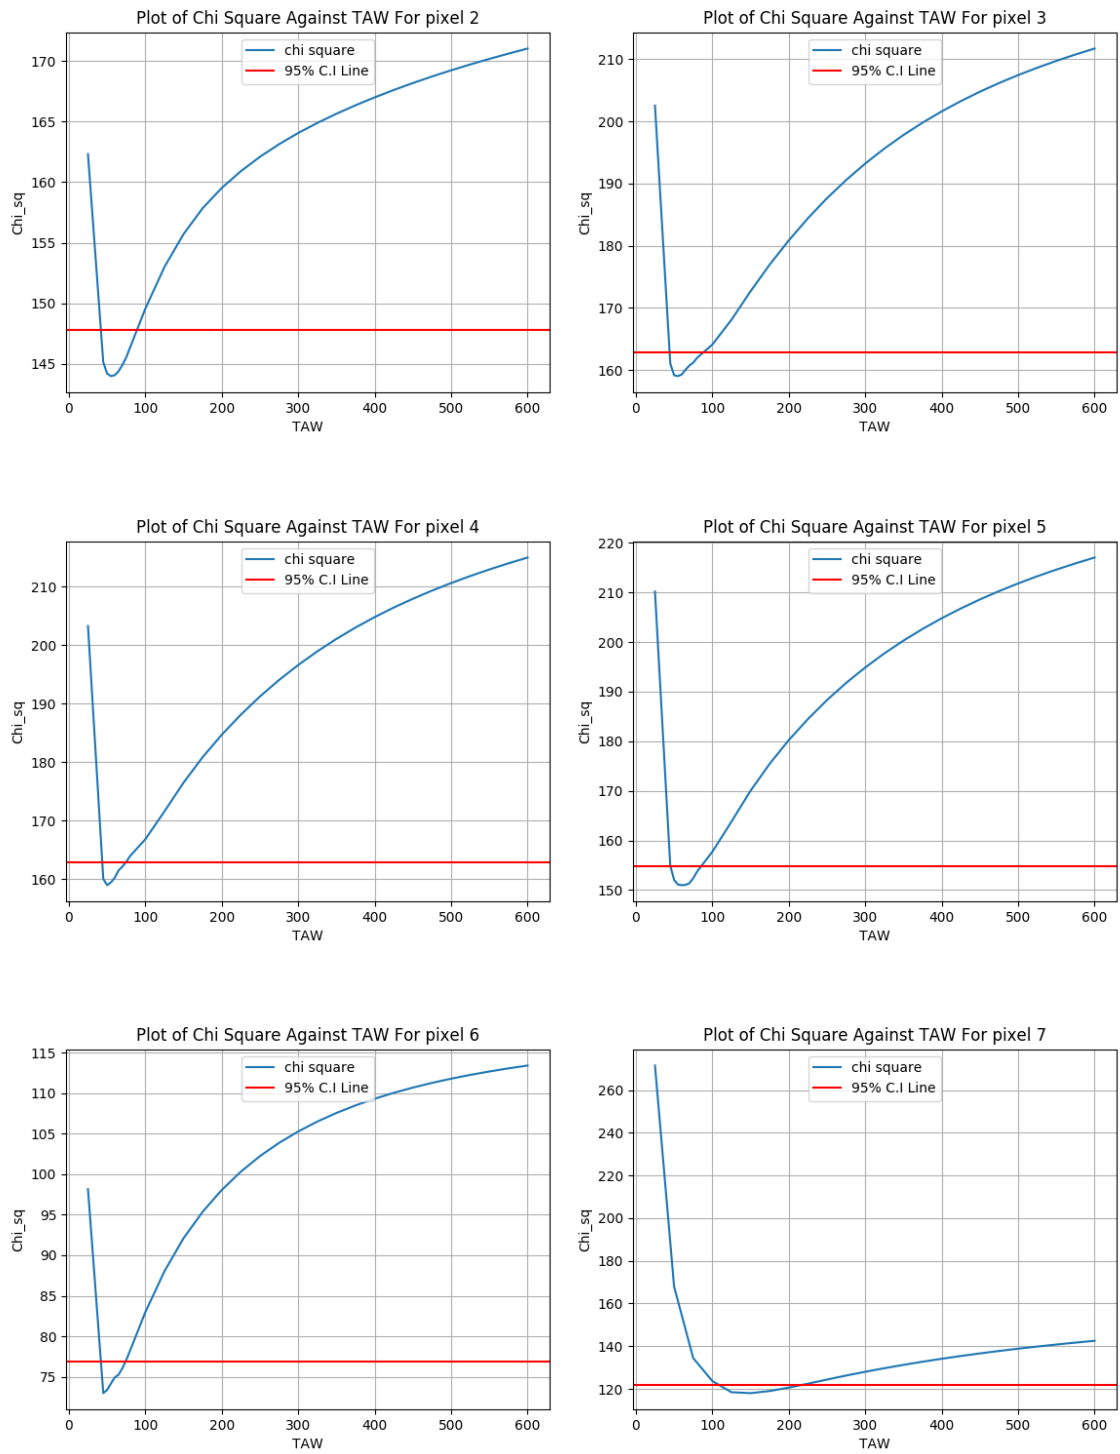 Plot of Chi Square Against TAW For pixel 2
chi square
95% C.I Line
170
165
160
155
150
145
Chi_sq
0 100 200 300 400 500 600
TAW
Plot of Chi Square Against TAW For pixel 3
chi square
95% C.I Line
210
200
190
180
170
160
Chi_sq
0 100 200 300 400 500 600
TAW
Plot of Chi Square Against TAW For pixel 4
chi square
95% C.I Line
210
200
190
180
170
160
Chi_sq
0 100 200 300 400 500 600
TAW
Plot of Chi Square Against TAW For pixel 5
chi square
95% C.I Line
220
210
200
190
180
170
160
150
Chi_sq
0 100 200 300 400 500 600
TAW
Plot of Chi Square Against TAW For pixel 6
chi square
95% C.I Line
115
110
105
100
95
90
85
80
75
Chi_sq
0 100 200 300 400 500 600
TAW
Plot of Chi Square Against TAW For pixel 7
chi square
95% C.I Line
260
240
220
200
180
160
140
120
Chi_sq
0 100 200 300 400 500 600
TAW